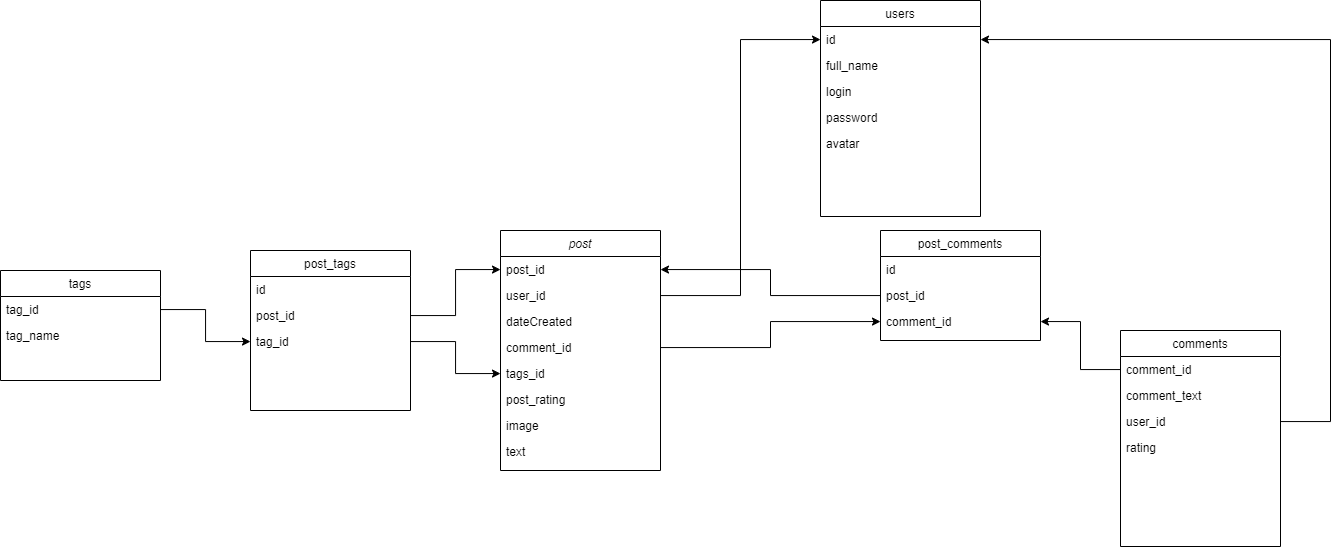 users
id
full_name
login
password
avatar
tags
tag_id
tag_name
post_tags
id
post_id
tag_id
post
post_id
user_id
dateCreated
comment_id
tags_id
post_rating
image
text
post_comments
id
post_id
comment_id
comments
comment_id
comment_text
user_id
rating